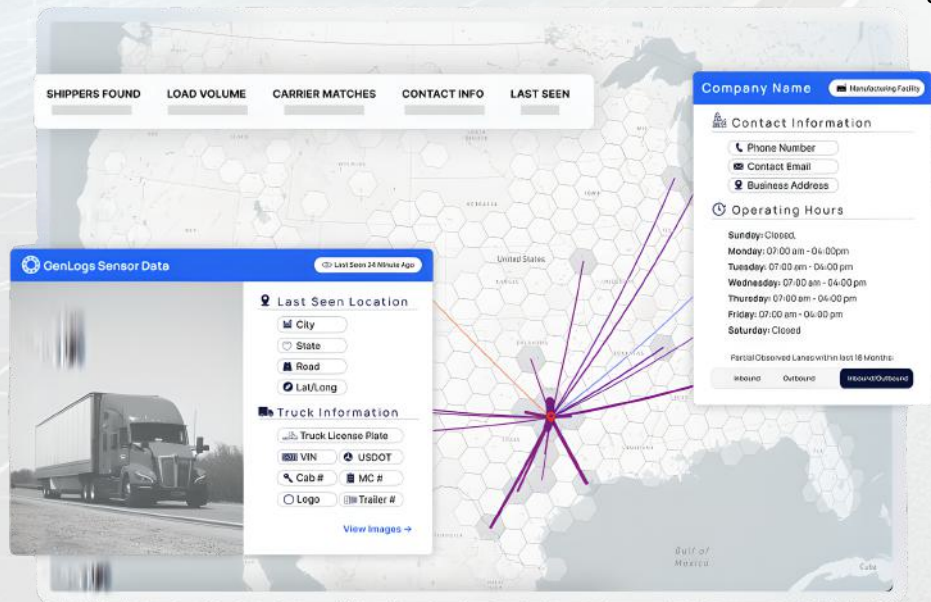 SHIPPERS FOUND LOAD VOLUME CARRIER MATCHES CONTACT INFO LAST SEEN
Company Name
Manufacturing Facility
Contact Information
Phone Number
Contact Email
Business Address
Operating Hours
Sunday: Closed,
Monday: 07:00 am - 04:00pm
Tuesday: 07:00 am - 04:00 pm
Wednesday: 07:00 am - 04:00 pm
Thursday: 07:00 am - 04:00 pm
Friday: 07:00 am - 04:00 pm
Saturday: Closed
Partial Observed Lanes within last 18 Months:
Inbound Outbound Inbound/Outbound
GenLogs Sensor Data
Last Seen 34 Minute Ago
Last Seen Location
City
State
Road
Lat/Long
Truck Information
Truck License Plate
VIN USDOT
Cab # MC #
Logo Trailer #
View Images →
United States
NEBRASKA
IOWA
OKLAHOMA
TEXAS
Gulf of
Mexico
Cuba